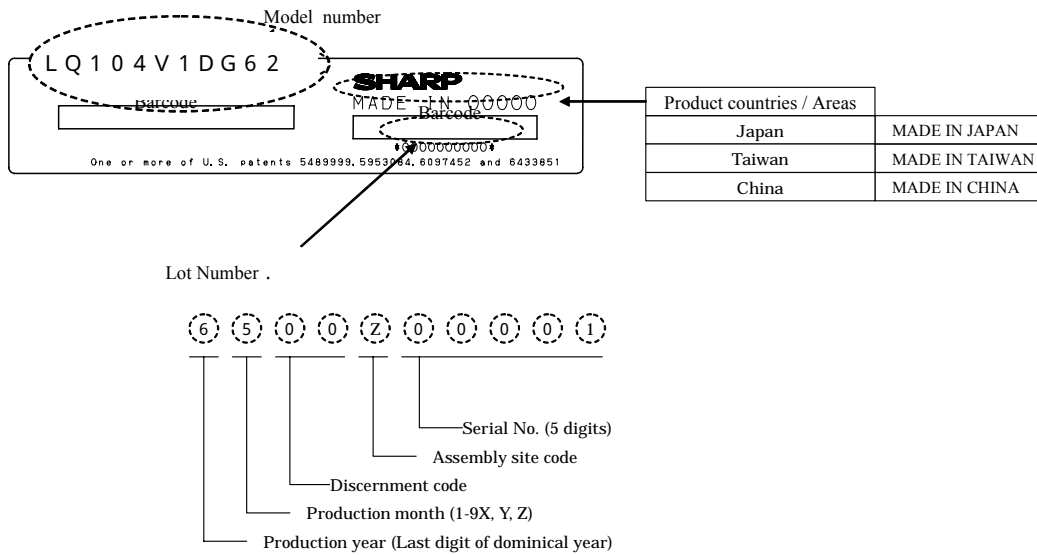 Model number
LQ104V1DG62
SHARP
Barcode
MADE IN OOOOO
Barcode
One or more of U.S. patents 5489999, 5953084, 6097452 and 6433851
Product countries / Areas
Japan MADE IN JAPAN
Taiwan MADE IN TAIWAN
China MADE IN CHINA
Lot Number .
6 5 0 0 Z 0 0 0 0 1
Serial No. (5 digits)
Assembly site code
Discernment code
Production month (1-9X, Y, Z)
Production year (Last digit of dominical year)